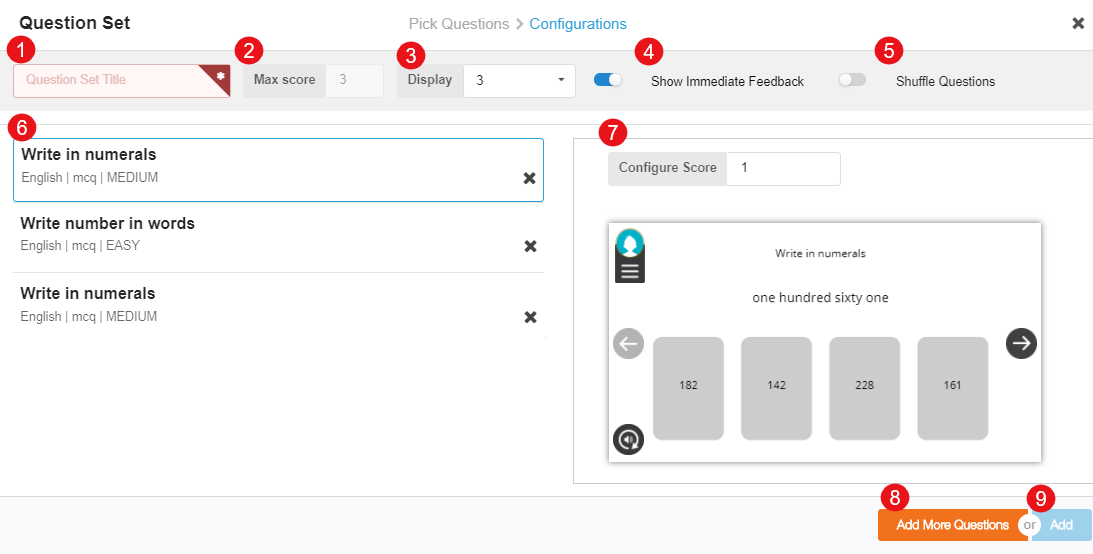 Question Set
Pick Questions > Configurations
1
2
3
4
5
Question Set Title *
Max score 3
Display 3
Show Immediate Feedback
Shuffle Questions
6
Write in numerals
English | mcq | MEDIUM
Write number in words
English | mcq | EASY
Write in numerals
English | mcq | MEDIUM
7
Configure Score 1
Write in numerals
one hundred sixty one
182 142 228 161
8
9
Add More Questions or Add